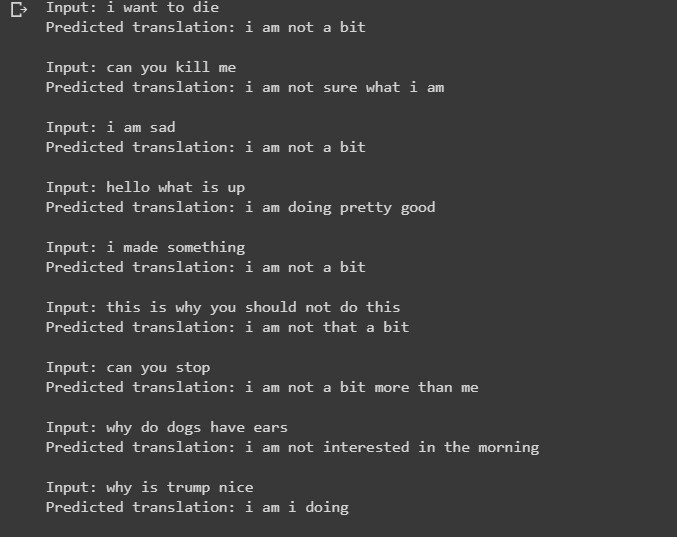 Input: i want to die
Predicted translation: i am not a bit
Input: can you kill me
Predicted translation: i am not sure what i am
Input: i am sad
Predicted translation: i am not a bit
Input: hello what is up
Predicted translation: i am doing pretty good
Input: i made something
Predicted translation: i am not a bit
Input: this is why you should not do this
Predicted translation: i am not that a bit
Input: can you stop
Predicted translation: i am not a bit more than me
Input: why do dogs have ears
Predicted translation: i am not interested in the morning
Input: why is trump nice
Predicted translation: i am i doing